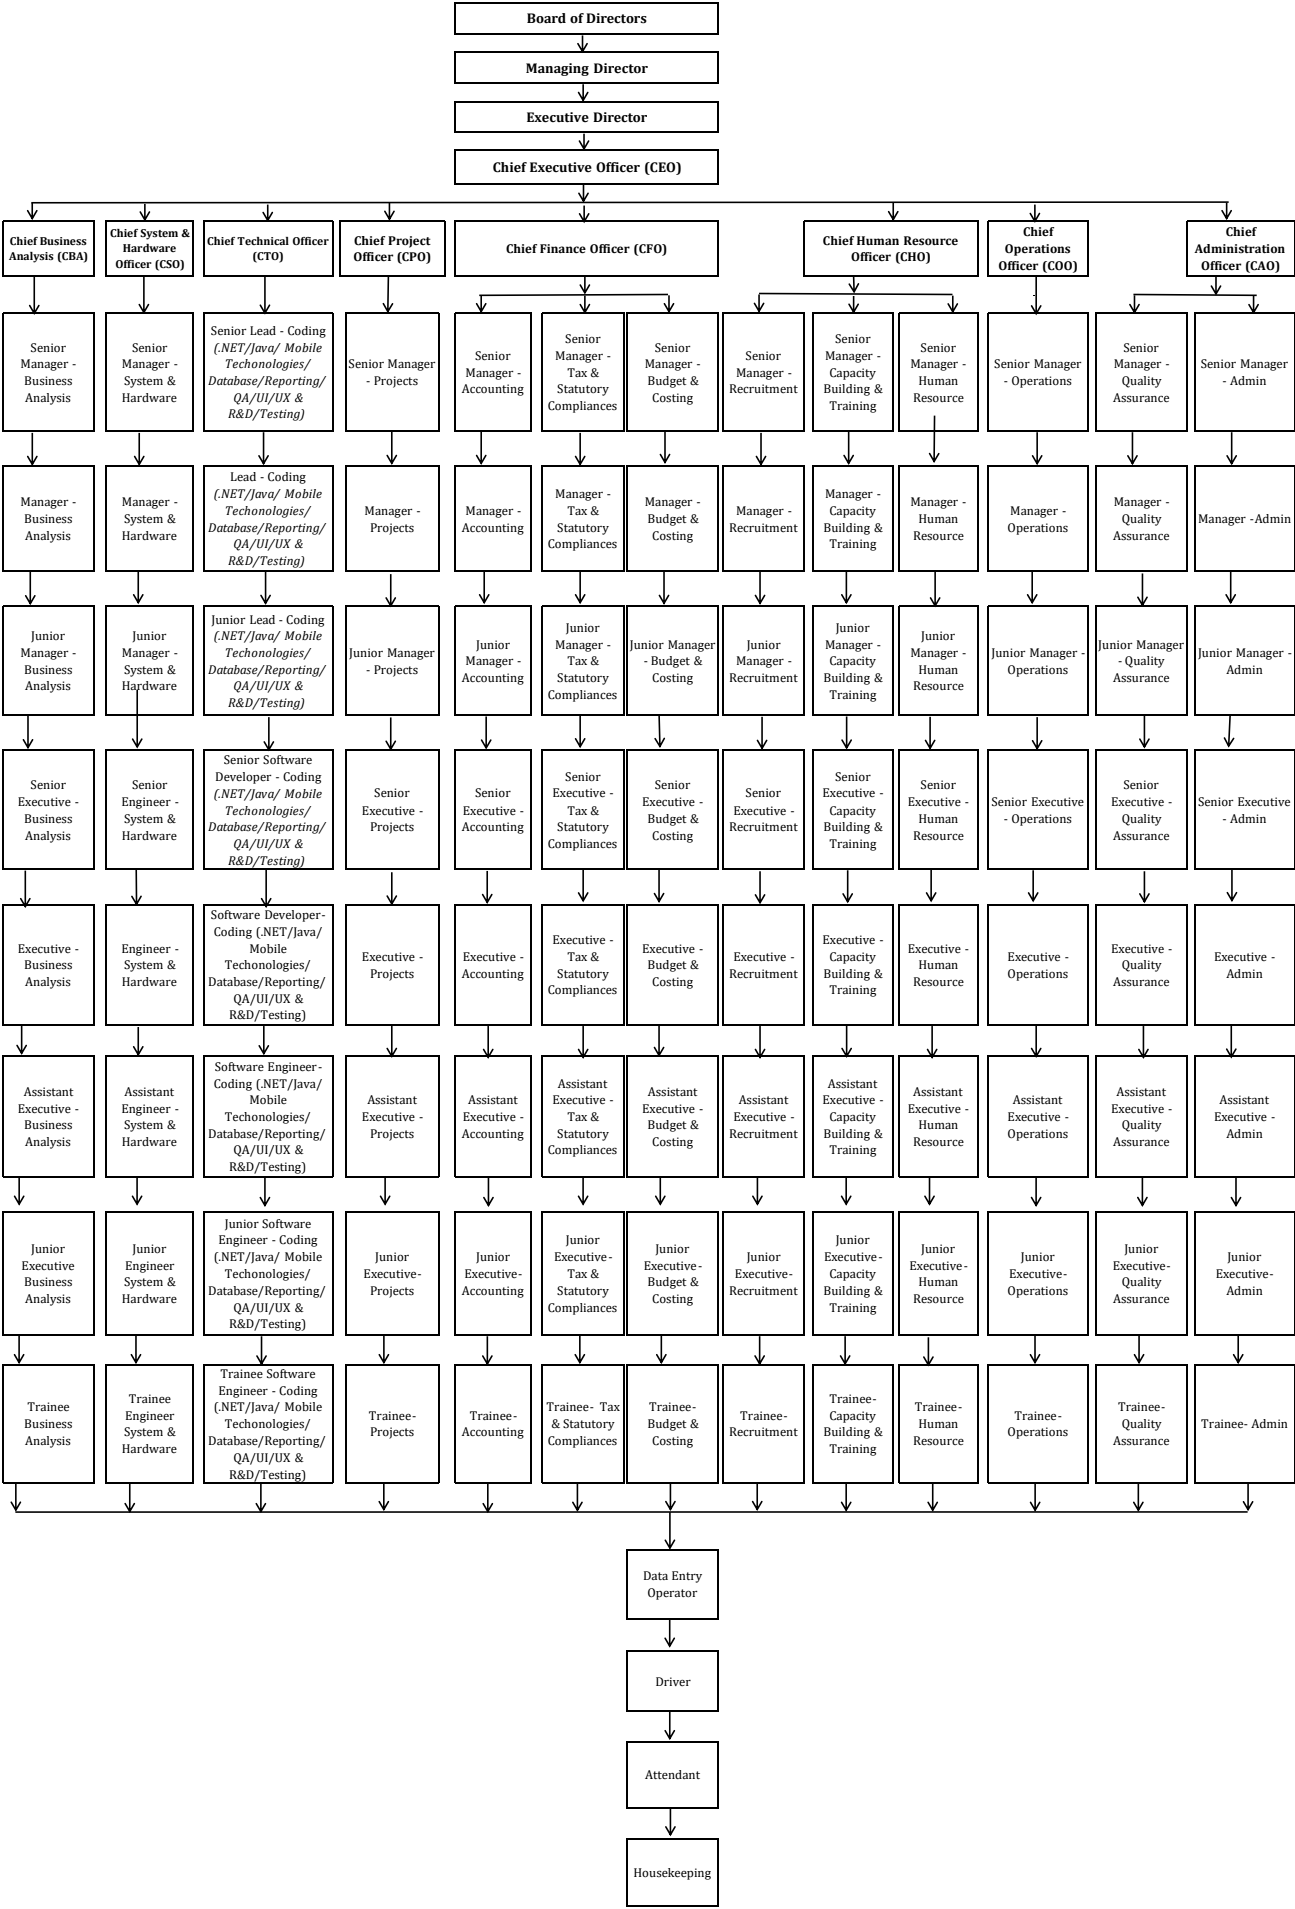 Board of Directors
Managing Director
Executive Director
Chief Executive Officer (CEO)
Chief Business
Analysis (CBA)
Chief System &
Hardware
Officer (CSO)
Chief Technical Officer
(CTO)
Chief Project
Officer (CPO)
Chief Finance Officer (CFO)
Chief Human Resource
Officer (CHO)
Chief
Operations
Officer (COO)
Chief
Administration
Officer (CAO)
Senior
Manager -
Business
Analysis
Senior
Manager -
System &
Hardware
Senior Lead - Coding
(.NET/Java/ Mobile
Techonologies/
Database/Reporting/
QA/UI/UX &
R&D/Testing)
Senior Manager
- Projects
Senior
Manager -
Accounting
Senior
Manager -
Tax &
Statutory
Compliances
Senior
Manager -
Budget &
Costing
Senior
Manager -
Recruitment
Senior
Manager -
Capacity
Building &
Training
Senior
Manager -
Human
Resource
Senior Manager
- Operations
Senior
Manager -
Quality
Assurance
Senior Manager
- Admin
Manager -
Business
Analysis
Manager -
System &
Hardware
Lead - Coding
(.NET/Java/ Mobile
Techonologies/
Database/Reporting/
QA/UI/UX &
R&D/Testing)
Manager -
Projects
Manager -
Accounting
Manager -
Tax &
Statutory
Compliances
Manager -
Budget &
Costing
Manager -
Recruitment
Manager -
Capacity
Building &
Training
Manager -
Human
Resource
Manager -
Operations
Manager -
Quality
Assurance
Manager -Admin
Junior
Manager -
Business
Analysis
Junior
Manager -
System &
Hardware
Junior Lead - Coding
(.NET/Java/ Mobile
Techonologies/
Database/Reporting/
QA/UI/UX &
R&D/Testing)
Junior Manager
- Projects
Junior
Manager -
Accounting
Junior
Manager -
Tax &
Statutory
Compliances
Junior Manager
- Budget &
Costing
Junior
Manager -
Recruitment
Junior
Manager -
Capacity
Building &
Training
Junior
Manager -
Human
Resource
Junior Manager -
Operations
Junior Manager
- Quality
Assurance
Junior Manager -
Admin
Senior
Executive -
Business
Analysis
Senior
Engineer -
System &
Hardware
Senior Software
Developer - Coding
(.NET/Java/ Mobile
Techonologies/
Database/Reporting/
QA/UI/UX &
R&D/Testing)
Senior
Executive -
Projects
Senior
Executive -
Accounting
Senior
Executive -
Tax &
Statutory
Compliances
Senior
Executive -
Budget &
Costing
Senior
Executive -
Recruitment
Senior
Executive -
Capacity
Building &
Training
Senior
Executive -
Human
Resource
Senior Executive
- Operations
Senior
Executive -
Quality
Assurance
Senior Executive
- Admin
Executive -
Business
Analysis
Engineer -
System &
Hardware
Software Developer-
Coding (.NET/Java/
Mobile
Techonologies/
Database/Reporting/
QA/UI/UX &
R&D/Testing)
Executive -
Projects
Executive -
Accounting
Executive -
Tax &
Statutory
Compliances
Executive -
Budget &
Costing
Executive -
Recruitment
Executive -
Capacity
Building &
Training
Executive -
Human
Resource
Executive -
Operations
Executive -
Quality
Assurance
Executive -
Admin
Assistant
Executive -
Business
Analysis
Assistant
Engineer -
System &
Hardware
Software Engineer-
Coding (.NET/Java/
Mobile
Techonologies/
Database/Reporting/
QA/UI/UX &
R&D/Testing)
Assistant
Executive -
Projects
Assistant
Executive -
Accounting
Assistant
Executive -
Tax &
Statutory
Compliances
Assistant
Executive -
Budget &
Costing
Assistant
Executive -
Recruitment
Assistant
Executive -
Capacity
Building &
Training
Assistant
Executive -
Human
Resource
Assistant
Executive -
Operations
Assistant
Executive -
Quality
Assurance
Assistant
Executive -
Admin
Junior
Executive
Business
Analysis
Junior
Engineer
System &
Hardware
Junior Software
Engineer - Coding
(.NET/Java/ Mobile
Techonologies/
Database/Reporting/
QA/UI/UX &
R&D/Testing)
Junior
Executive-
Projects
Junior
Executive-
Accounting
Junior
Executive-
Tax &
Statutory
Compliances
Junior
Executive-
Budget &
Costing
Junior
Executive-
Recruitment
Junior
Executive-
Capacity
Building &
Training
Junior
Executive-
Human
Resource
Junior
Executive-
Operations
Junior
Executive-
Quality
Assurance
Junior
Executive-
Admin
Trainee
Business
Analysis
Trainee
Engineer
System &
Hardware
Trainee Software
Engineer - Coding
(.NET/Java/ Mobile
Techonologies/
Database/Reporting/
QA/UI/UX &
R&D/Testing)
Trainee-
Projects
Trainee-
Accounting
Trainee- Tax
& Statutory
Compliances
Trainee-
Budget &
Costing
Trainee-
Recruitment
Trainee-
Capacity
Building &
Training
Trainee-
Human
Resource
Trainee-
Operations
Trainee-
Quality
Assurance
Trainee- Admin
Data Entry
Operator
Driver
Attendant
Housekeeping